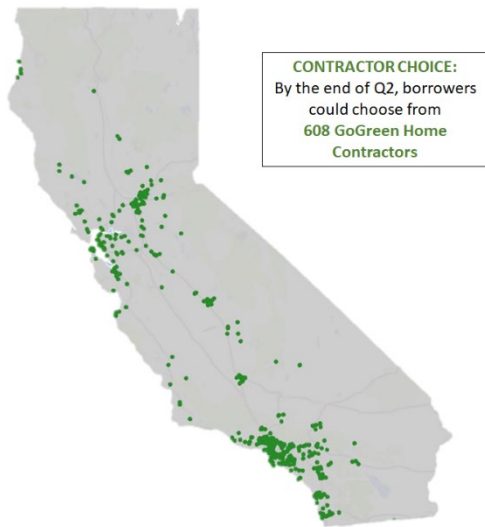 CONTRACTOR CHOICE:
By the end of Q2, borrowers
could choose from
608 GoGreen Home
Contractors